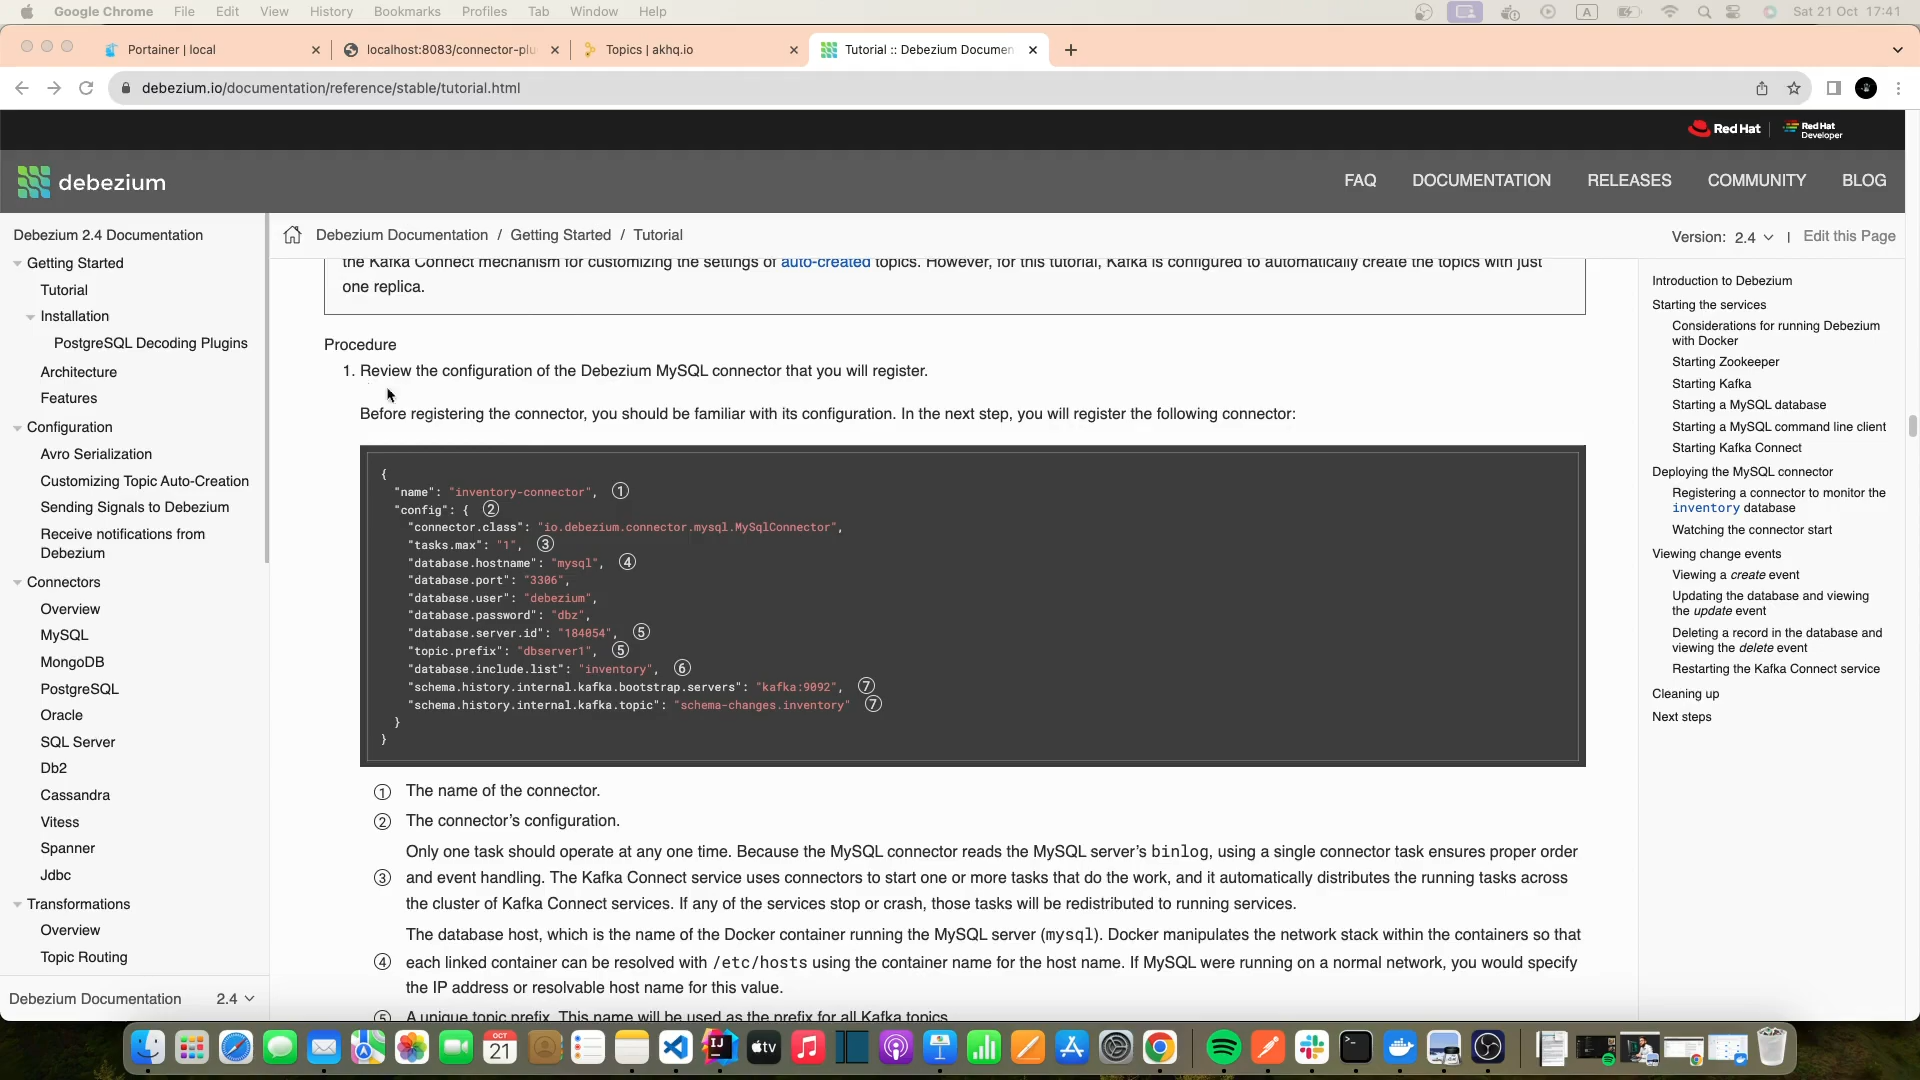 Google Chrome File Edit View History Bookmarks Profiles Tab Window Help A Sat 21 Oct 17:41
Portainer | local
localhost:8083/connector-plu
Topics | akhq.io
Tutorial :: Debezium Documen
debezium.io/documentation/reference/stable/tutorial.html
Red Hat
Red Hat
Developer
debezium
FAQ DOCUMENTATION RELEASES COMMUNITY BLOG
Debezium 2.4 Documentation
Getting Started
Tutorial
Installation
PostgreSQL Decoding Plugins
Architecture
Features
Configuration
Avro Serialization
Customizing Topic Auto-Creation
Sending Signals to Debezium
Receive notifications from
Debezium
Connectors
Overview
MySQL
MongoDB
PostgreSQL
Oracle
SQL Server
Db2
Cassandra
Vitess
Spanner
Jdbc
Transformations
Overview
Topic Routing
Debezium Documentation 2.4
Debezium Documentation / Getting Started / Tutorial
Version: 2.4 | Edit this Page
the Kafka Connect mechanism for customizing the settings of auto-created topics. However, for this tutorial, Kafka is configured to automatically create the topics with just
one replica.
Procedure
1. Review the configuration of the Debezium MySQL connector that you will register.
Before registering the connector, you should be familiar with its configuration. In the next step, you will register the following connector:
{
"name": "inventory-connector", 1
"config": { 2
"connector.class": "io.debezium.connector.mysql.MySqlConnector",
"tasks.max": "1", 3
"database.hostname": "mysql", 4
"database.port": "3306",
"database.user": "debezium",
"database.password": "dbz",
"database.server.id": "184054", 5
"topic.prefix": "dbserver1", 5
"database.include.list": "inventory", 6
"schema.history.internal.kafka.bootstrap.servers": "kafka:9092", 7
"schema.history.internal.kafka.topic": "schema-changes.inventory" 7
}
}
1 The name of the connector.
2 The connector's configuration.
Only one task should operate at any one time. Because the MySQL connector reads the MySQL server's binlog, using a single connector task ensures proper order
3 and event handling. The Kafka Connect service uses connectors to start one or more tasks that do the work, and it automatically distributes the running tasks across
the cluster of Kafka Connect services. If any of the services stop or crash, those tasks will be redistributed to running services.
The database host, which is the name of the Docker container running the MySQL server (mysql). Docker manipulates the network stack within the containers so that
4 each linked container can be resolved with /etc/hosts using the container name for the host name. If MySQL were running on a normal network, you would specify
the IP address or resolvable host name for this value.
5 A unique topic prefix. This name will be used as the prefix for all Kafka topics
Introduction to Debezium
Starting the services
Considerations for running Debezium
with Docker
Starting Zookeeper
Starting Kafka
Starting a MySQL database
Starting a MySQL command line client
Starting Kafka Connect
Deploying the MySQL connector
Registering a connector to monitor the
inventory database
Watching the connector start
Viewing change events
Viewing a create event
Updating the database and viewing
the update event
Deleting a record in the database and
viewing the delete event
Restarting the Kafka Connect service
Cleaning up
Next steps
OCT
21
IJ
tv